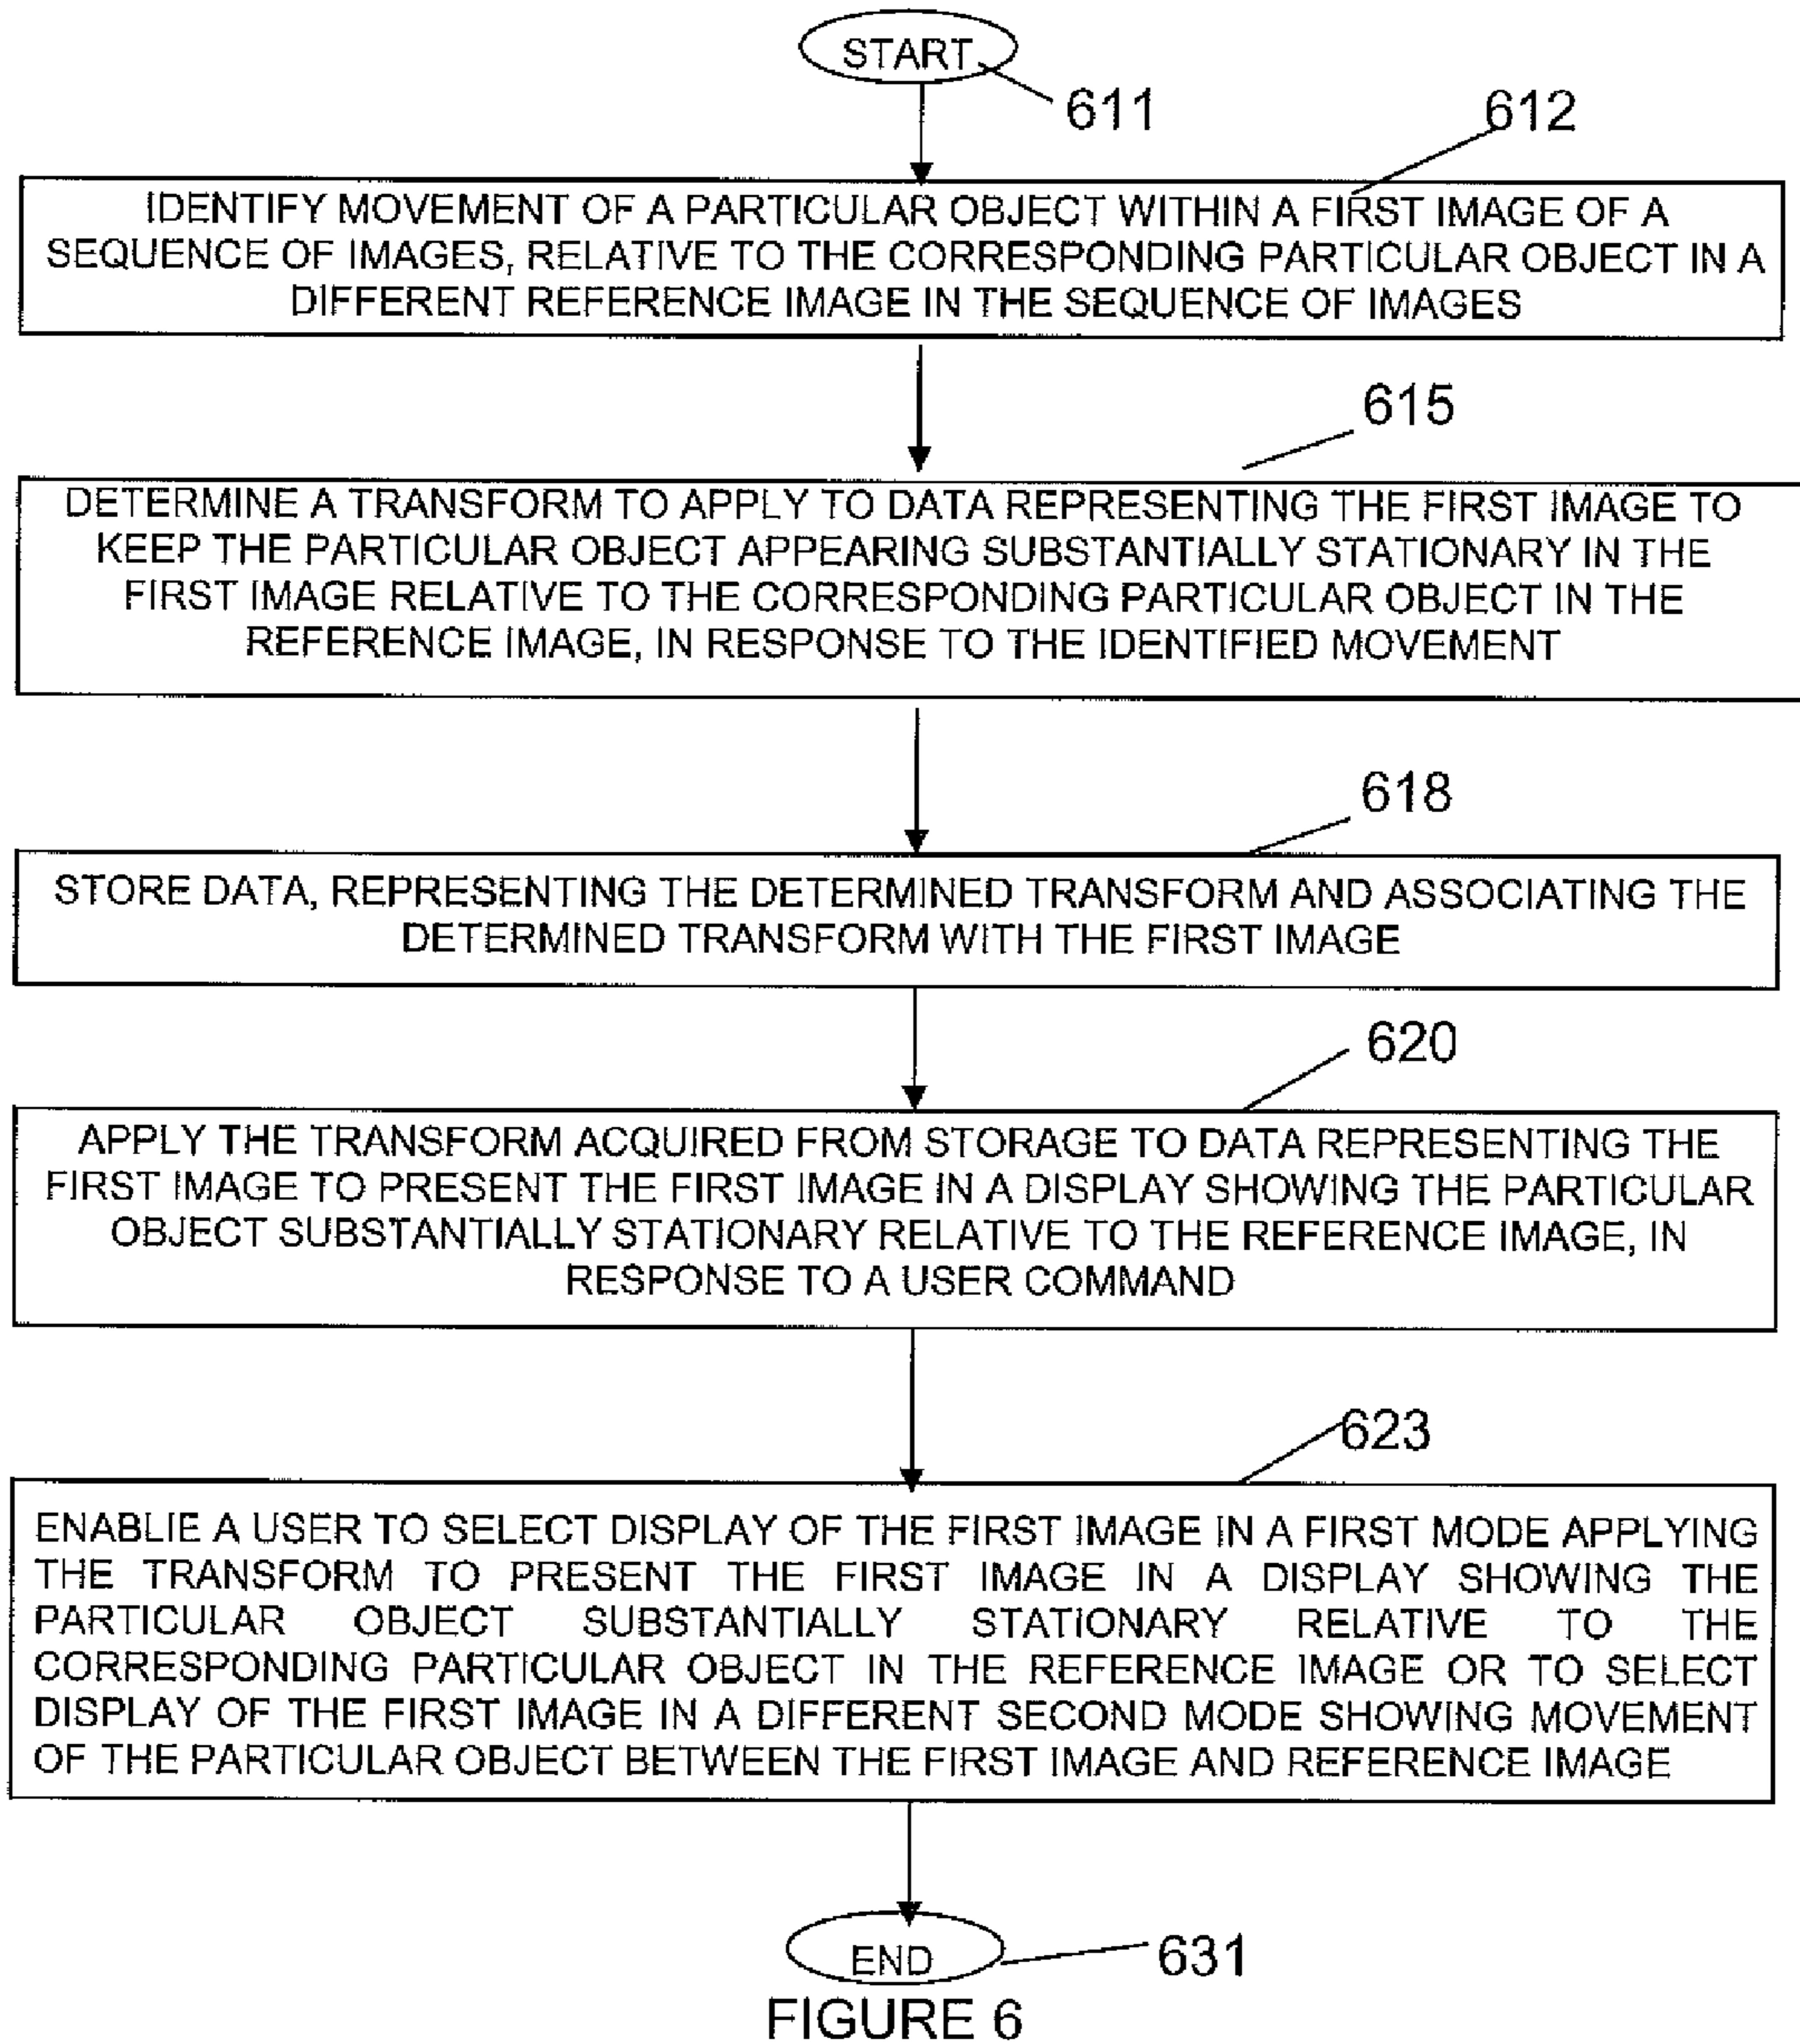 START
611
612
IDENTIFY MOVEMENT OF A PARTICULAR OBJECT WITHIN A FIRST IMAGE OF A
SEQUENCE OF IMAGES, RELATIVE TO THE CORRESPONDING PARTICULAR OBJECT IN A
DIFFERENT REFERENCE IMAGE IN THE SEQUENCE OF IMAGES
615
DETERMINE A TRANSFORM TO APPLY TO DATA REPRESENTING THE FIRST IMAGE TO
KEEP THE PARTICULAR OBJECT APPEARING SUBSTANTIALLY STATIONARY IN THE
FIRST IMAGE RELATIVE TO THE CORRESPONDING PARTICULAR OBJECT IN THE
REFERENCE IMAGE, IN RESPONSE TO THE IDENTIFIED MOVEMENT
618
STORE DATA, REPRESENTING THE DETERMINED TRANSFORM AND ASSOCIATING THE
DETERMINED TRANSFORM WITH THE FIRST IMAGE
620
APPLY THE TRANSFORM ACQUIRED FROM STORAGE TO DATA REPRESENTING THE
FIRST IMAGE TO PRESENT THE FIRST IMAGE IN A DISPLAY SHOWING THE PARTICULAR
OBJECT SUBSTANTIALLY STATIONARY RELATIVE TO THE REFERENCE IMAGE, IN
RESPONSE TO A USER COMMAND
623
ENABLIE A USER TO SELECT DISPLAY OF THE FIRST IMAGE IN A FIRST MODE APPLYING
THE TRANSFORM TO PRESENT THE FIRST IMAGE IN A DISPLAY SHOWING THE
PARTICULAR OBJECT SUBSTANTIALLY STATIONARY RELATIVE TO THE
CORRESPONDING PARTICULAR OBJECT IN THE REFERENCE IMAGE OR TO SELECT
DISPLAY OF THE FIRST IMAGE IN A DIFFERENT SECOND MODE SHOWING MOVEMENT
OF THE PARTICULAR OBJECT BETWEEN THE FIRST IMAGE AND REFERENCE IMAGE
END
631
FIGURE 6